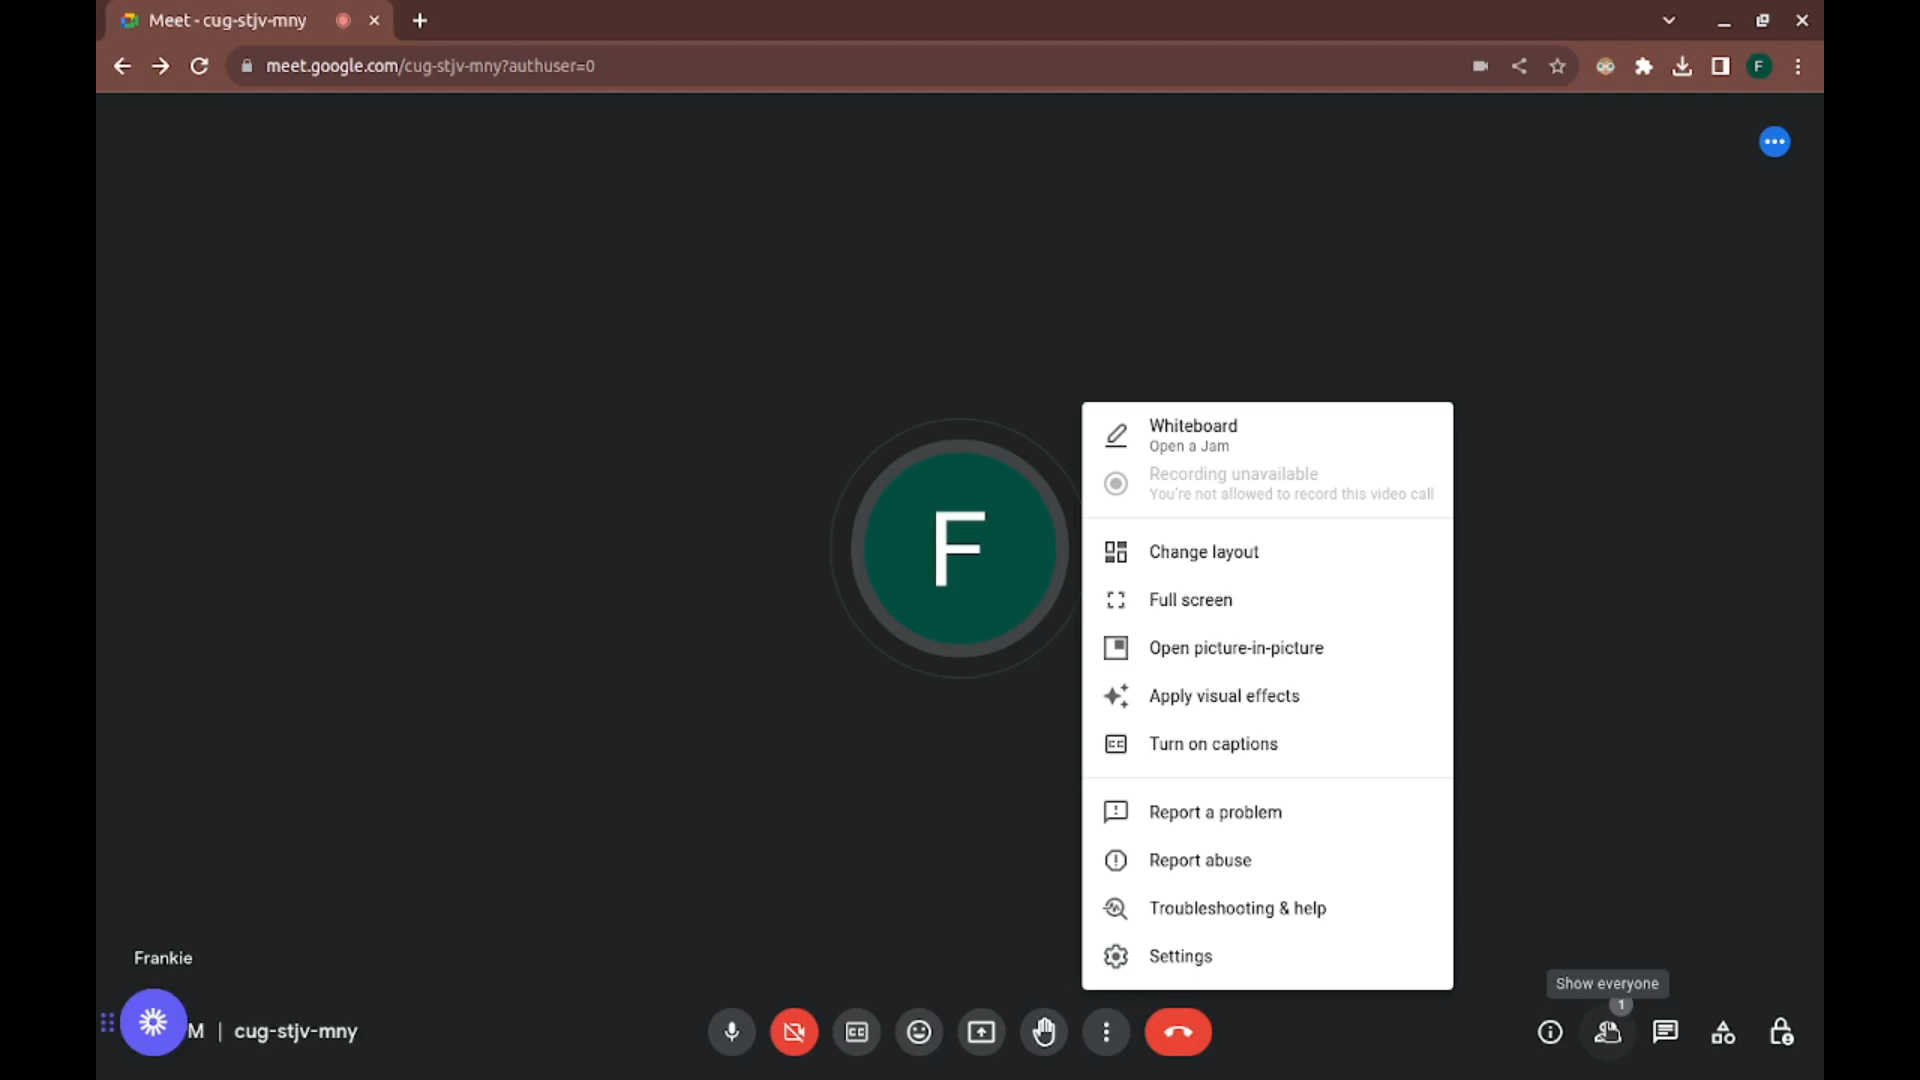 Meet - cug-stjv-mny
meet.google.com/cug-stjv-mny?authuser=0
F
F
Whiteboard
Open a Jam
Recording unavailable
You're not allowed to record this video call
Change layout
Full screen
Open picture-in-picture
Apply visual effects
Turn on captions
Report a problem
Report abuse
Troubleshooting & help
Settings
Frankie
Show everyone
1
M | cug-stjv-mny